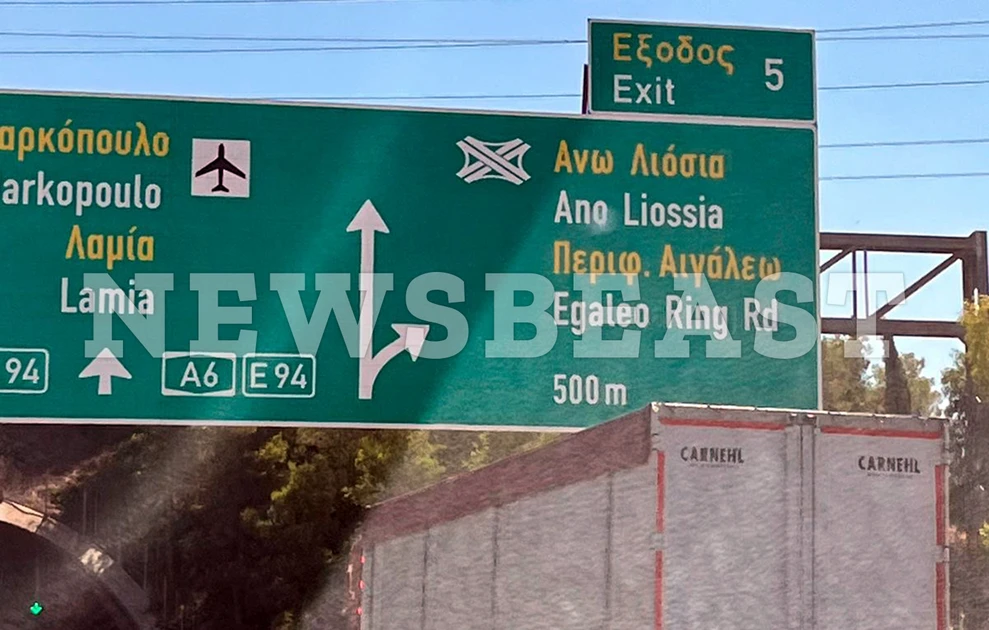 Εξοδος
Exit
5
αρκόπουλο
arkopoulo
Λαμία
Lamia
94
A6
E 94
Ανω Λιόσια
Ano Liossia
Περιφ. Αιγάλεω
Egaleo Ring Rd
500 m
NEWSBEAST
CARNEHL
CARNEHL